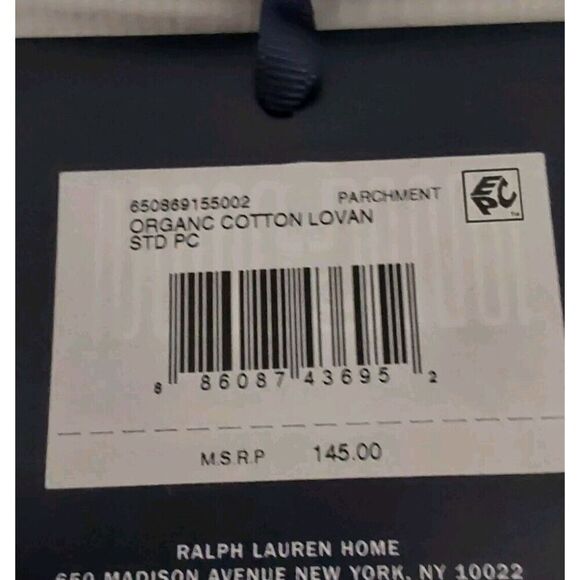 650869155002 PARCHMENT EPC
ORGANC COTTON LOVAN
STD PC
8 86087 43695 2
M.S.R.P 145.00
RALPH LAUREN HOME
650 MADISON AVENUE NEW YORK, NY 10022